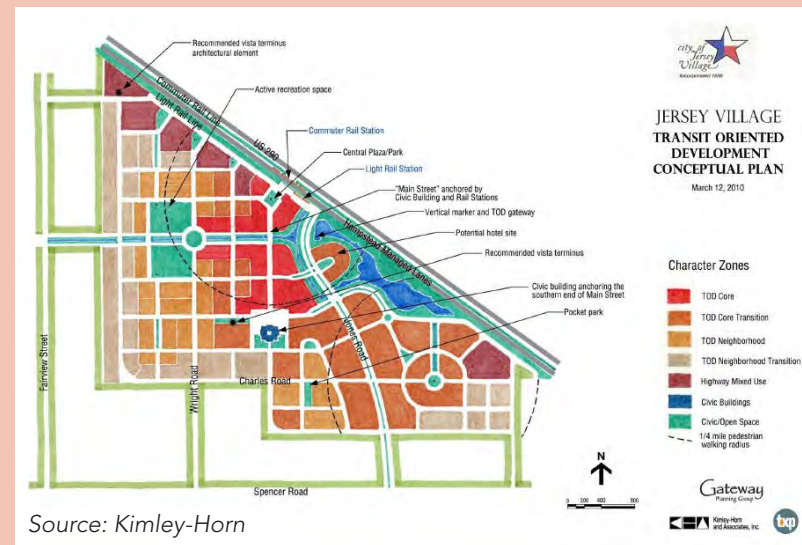 Recommended vista terminus
architectural element
Active recreation space
Commuter Rail Line
Light Rail Line
US 290
Commuter Rail Station
Central Plaza/Park
Light Rail Station
"Main Street" anchored by
Civic Building and Rail Stations
Vertical marker and TOD gateway
Hempstead Managed Lanes
Potential hotel site
Recommended vista terminus
Civic building anchoring the
southern end of Main Street
Pocket park
Jones Road
Fairview Street
Wright Road
Charles Road
Spencer Road
N
0 200 400 800
city of
Jersey
Village
Incorporated 1956
JERSEY VILLAGE
TRANSIT ORIENTED
DEVELOPMENT
CONCEPTUAL PLAN
March 12, 2010
Character Zones
TOD Core
TOD Core Transition
TOD Neighborhood
TOD Neighborhood Transition
Highway Mixed Use
Civic Buildings
Civic/Open Space
1/4 mile pedestrian
walking radius
Gateway
Planning Group
Kimley-Horn
and Associates, Inc.
txp
Source: Kimley-Horn